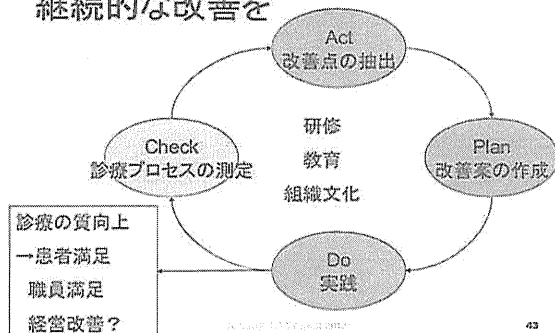 継続的な改善を
Act
改善点の抽出
Check
診療プロセスの測定
研修
教育
組織文化
Plan
改善案の作成
Do
実践
診療の質向上
→患者満足
職員満足
経営改善？
43